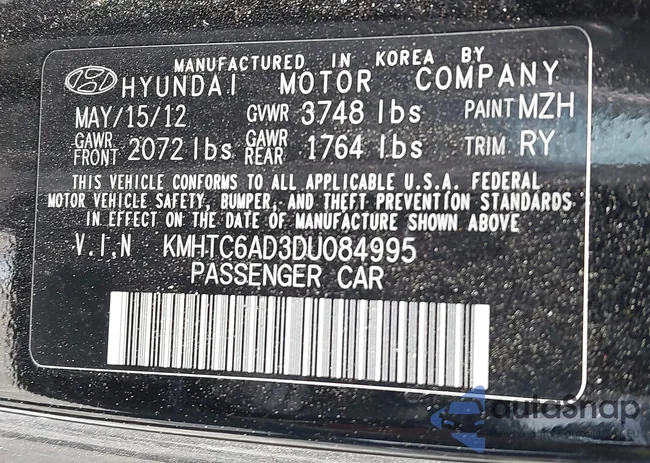 MANUFACTURED IN KOREA BY
HYUNDAI MOTOR COMPANY
MAY/15/12 GVWR 3748 lbs PAINT MZH
GAWR FRONT 2072 lbs GAWR REAR 1764 lbs TRIM RY
THIS VEHICLE CONFORMS TO ALL APPLICABLE U.S.A. FEDERAL
MOTOR VEHICLE SAFETY, BUMPER, AND THEFT PREVENTION STANDARDS
IN EFFECT ON THE DATE OF MANUFACTURE SHOWN ABOVE
V.I.N KMHTC6AD3DU084995
PASSENGER CAR
autoSnap